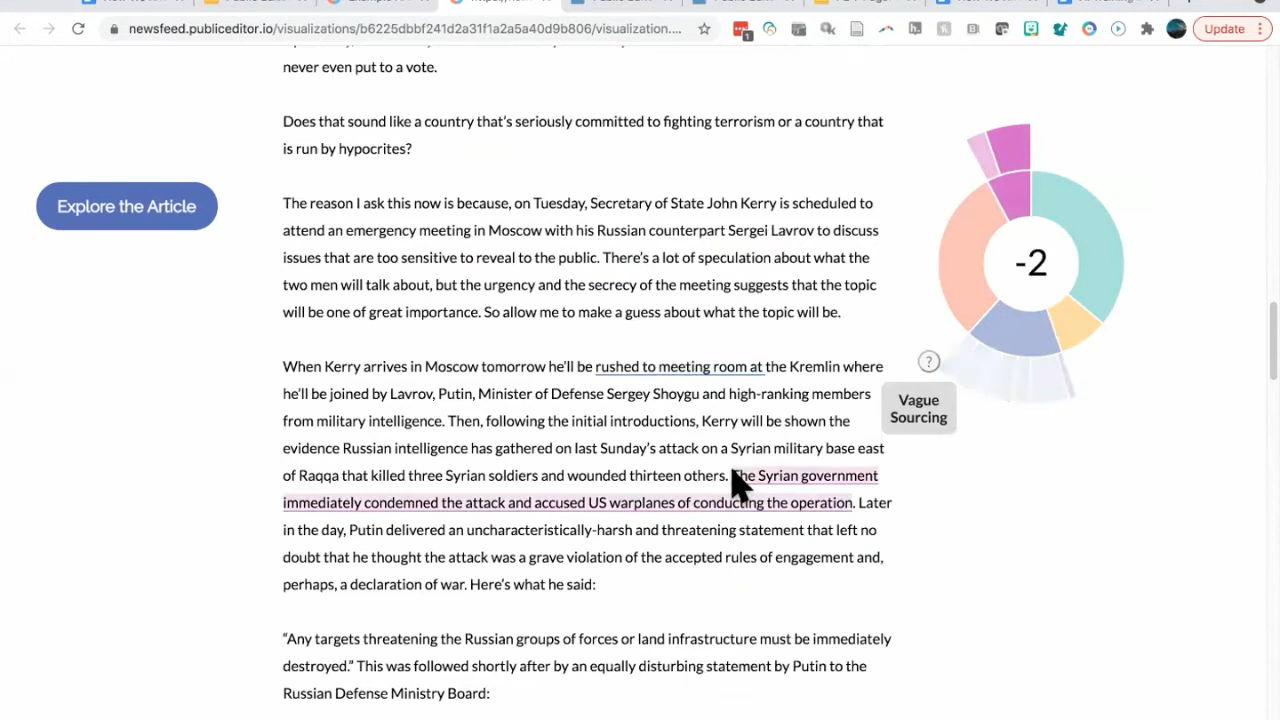 newsfeed.publiceditor.io/visualizations/b6225dbbf241d2a31f1a2a5a40d9b806/visualization....
1
Update
never even put to a vote.
Does that sound like a country that's seriously committed to fighting terrorism or a country that
is run by hypocrites?
Explore the Article
The reason I ask this now is because, on Tuesday, Secretary of State John Kerry is scheduled to
attend an emergency meeting in Moscow with his Russian counterpart Sergei Lavrov to discuss
issues that are too sensitive to reveal to the public. There's a lot of speculation about what the
two men will talk about, but the urgency and the secrecy of the meeting suggests that the topic
will be one of great importance. So allow me to make a guess about what the topic will be.
-2
When Kerry arrives in Moscow tomorrow he'll be rushed to meeting room at the Kremlin where
he'll be joined by Lavrov, Putin, Minister of Defense Sergey Shoygu and high-ranking members
from military intelligence. Then, following the initial introductions, Kerry will be shown the
evidence Russian intelligence has gathered on last Sunday's attack on a Syrian military base east
of Raqqa that killed three Syrian soldiers and wounded thirteen others. The Syrian government
immediately condemned the attack and accused US warplanes of conducting the operation. Later
in the day, Putin delivered an uncharacteristically-harsh and threatening statement that left no
doubt that he thought the attack was a grave violation of the accepted rules of engagement and,
perhaps, a declaration of war. Here's what he said:
?
Vague
Sourcing
“Any targets threatening the Russian groups of forces or land infrastructure must be immediately
destroyed.” This was followed shortly after by an equally disturbing statement by Putin to the
Russian Defense Ministry Board: